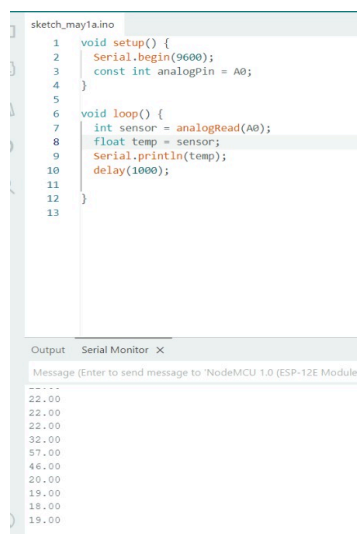 sketch_may1a.ino
1 void setup() {
2 Serial.begin(9600);
3 const int analogPin = A0;
4 }
5
6 void loop() {
7 int sensor = analogRead(A0);
8 float temp = sensor;
9 Serial.println(temp);
10 delay(1000);
11
12 }
13
Output Serial Monitor ×
Message (Enter to send message to 'NodeMCU 1.0 (ESP-12E Module
22.00
22.00
22.00
32.00
57.00
46.00
20.00
19.00
18.00
19.00